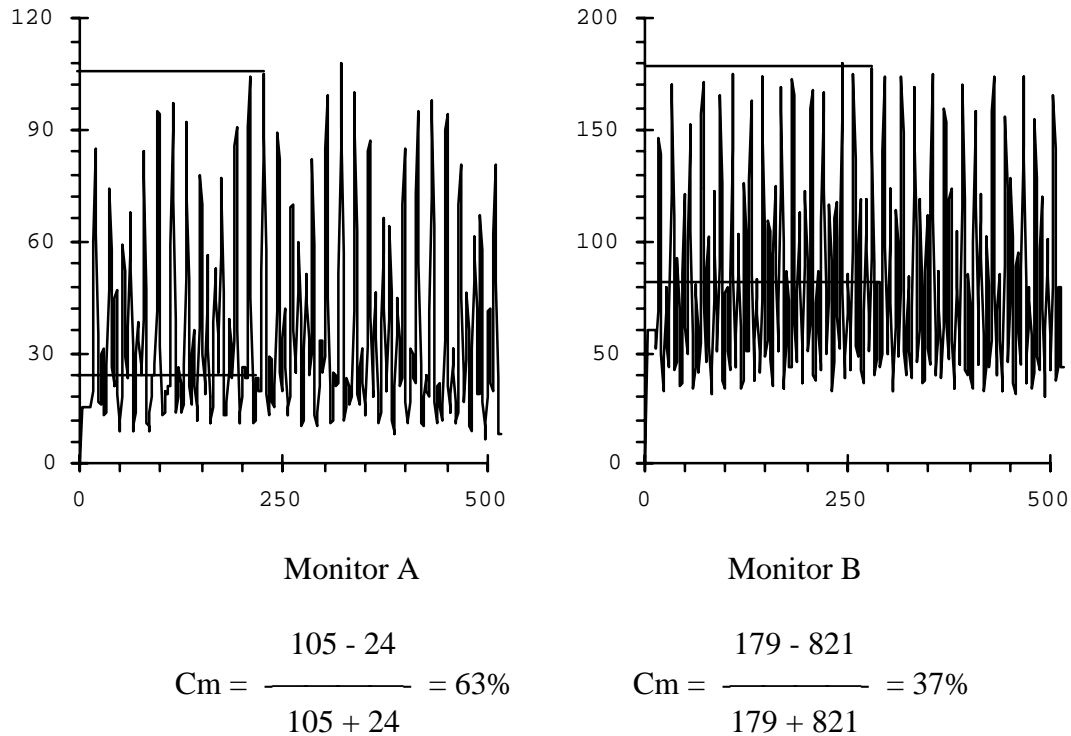 120
90
60
30
0
0 250 500
200
150
100
50
0
0 250 500
Monitor A
Monitor B
105 - 24
Cm = ———————— = 63%
105 + 24
179 - 821
Cm = ———————— = 37%
179 + 821